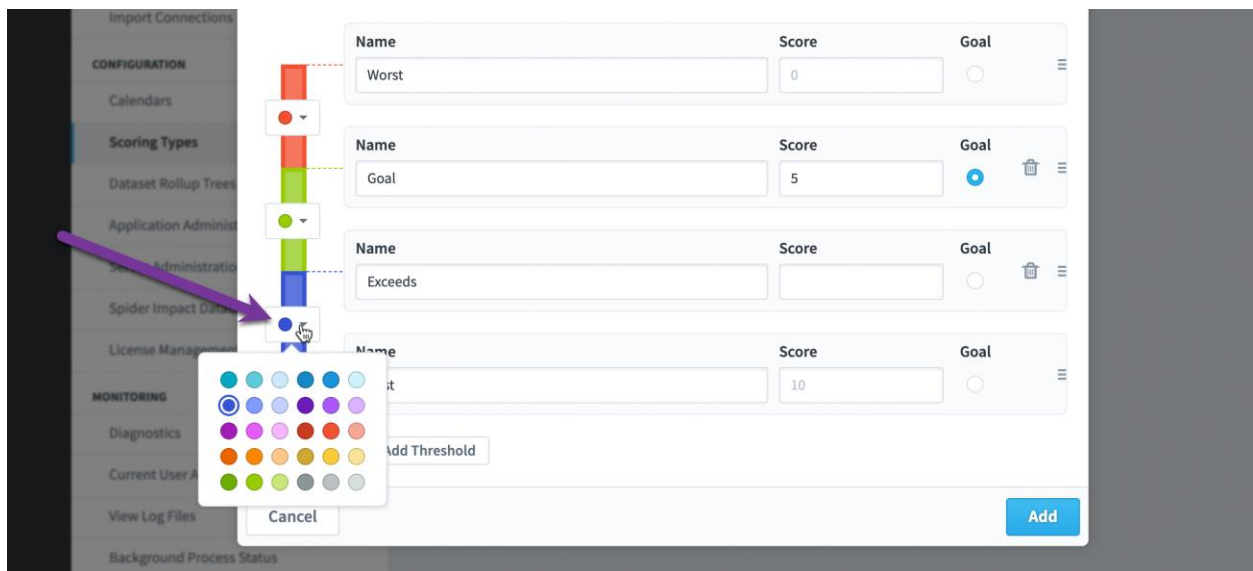 Import Connections
CONFIGURATION
Calendars
Scoring Types
Dataset Rollup Trees
Application Administ
Administratio
Spider Impact Data
License Managemen
MONITORING
Diagnostics
Current User A
View Log Files
Background Process Status
Name Score Goal
Worst 0
Name Score Goal
Goal 5
Name Score Goal
Exceeds
Name Score Goal
st 10
Add Threshold
Cancel Add